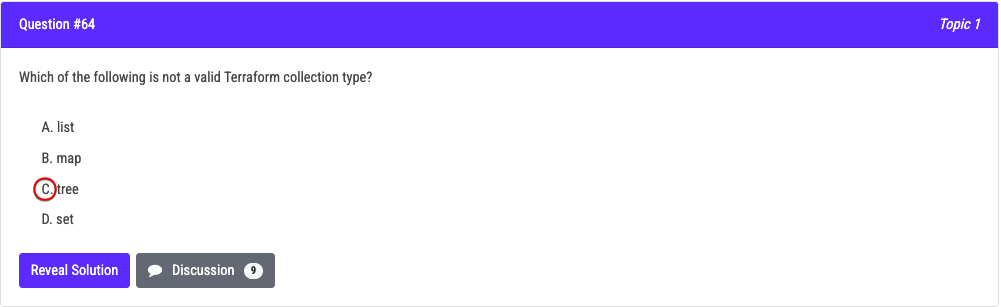 Question #64
Topic 1
Which of the following is not a valid Terraform collection type?
A. list
B. map
C. tree
D. set
Reveal Solution
Discussion 9